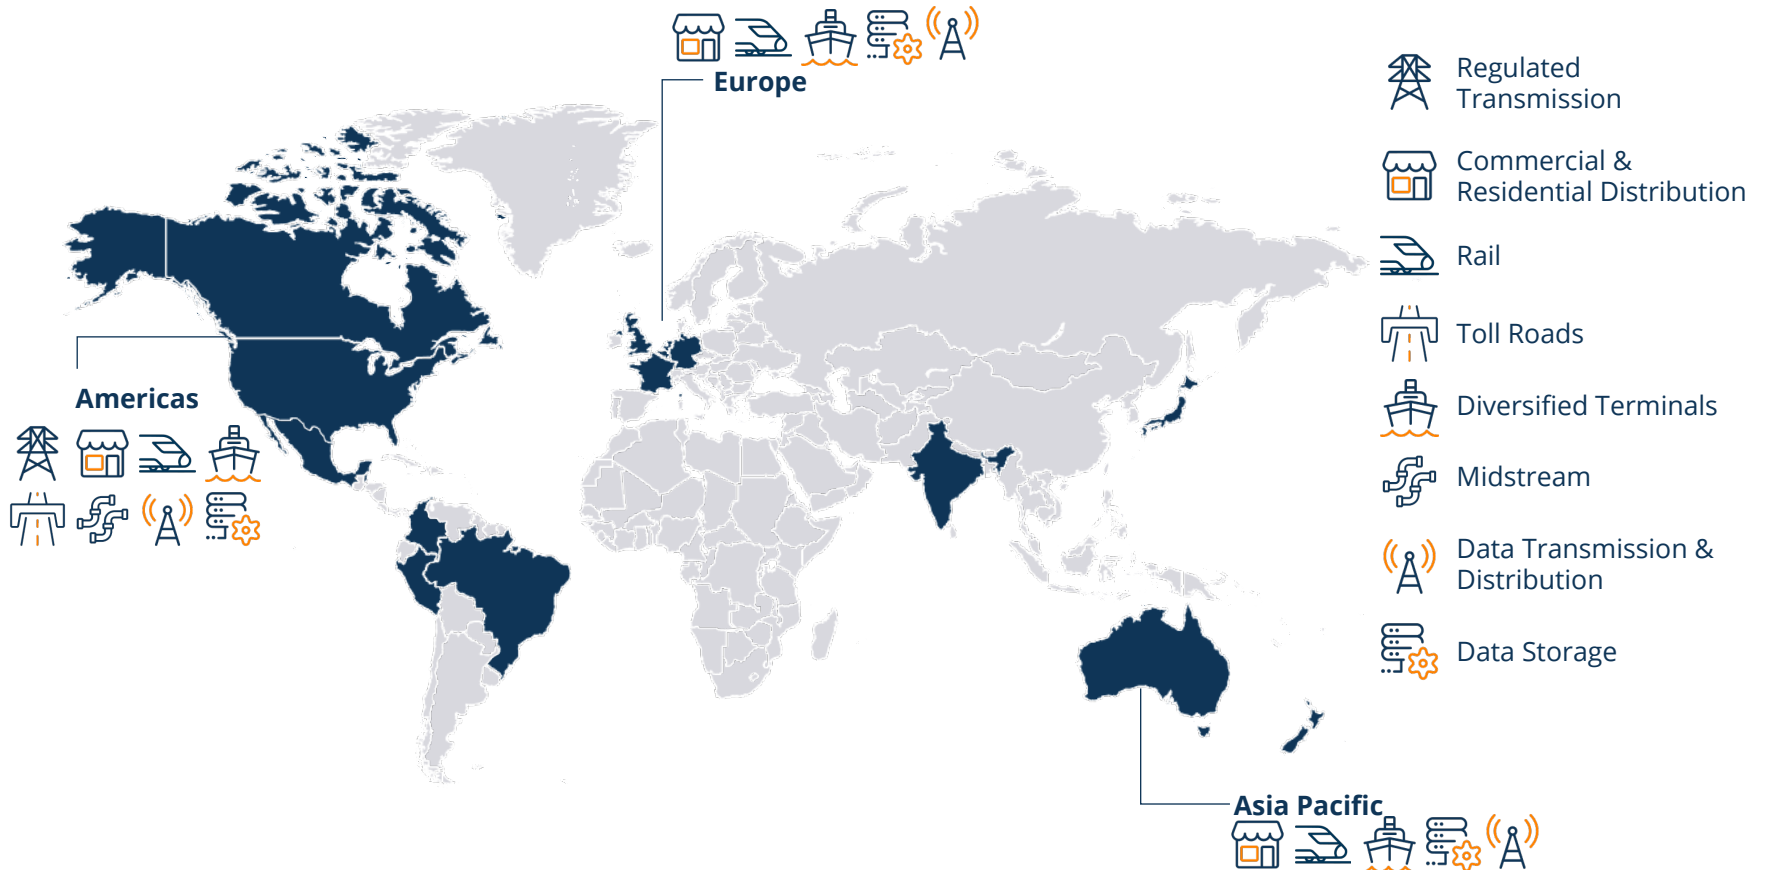 Europe
Americas
Asia Pacific
Regulated
Transmission
Commercial &
Residential Distribution
Rail
Toll Roads
Diversified Terminals
Midstream
Data Transmission &
Distribution
Data Storage